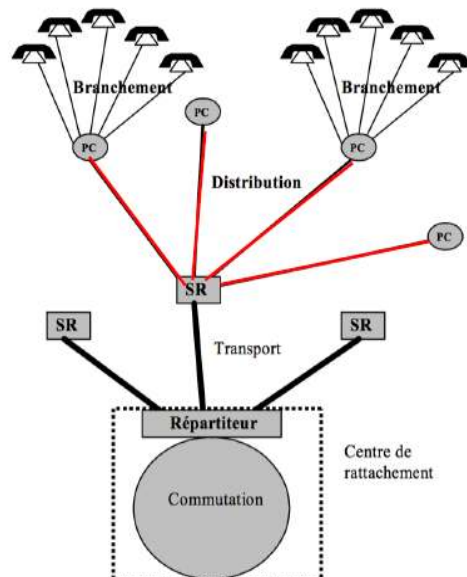 Branchement
Branchement
PC
PC
PC
Distribution
PC
SR
SR
SR
Transport
Répartiteur
Centre de
rattachement
Commutation